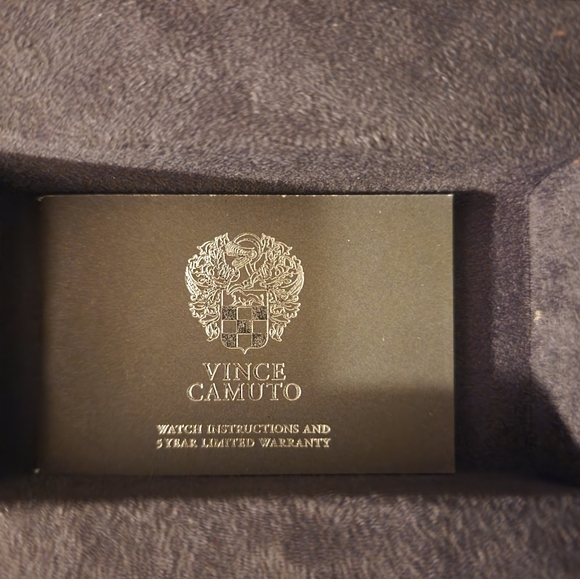 VINCE
CAMUTO
WATCH INSTRUCTIONS AND
5 YEAR LIMITED WARRANTY